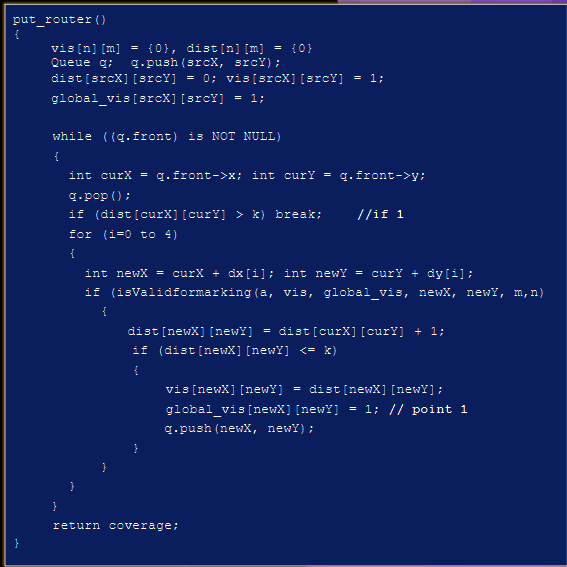 put_router()
{
vis[n][m] = {0}, dist[n][m] = {0}
Queue q; q.push(srcX, srcY);
dist[srcX][srcY] = 0; vis[srcX][srcY] = 1;
global_vis[srcX][srcY] = 1;
while ((q.front) is NOT NULL)
{
int curX = q.front->x; int curY = q.front->y;
q.pop();
if (dist[curX][curY] > k) break; //if 1
for (i=0 to 4)
{
int newX = curX + dx[i]; int newY = curY + dy[i];
if (isValidformarking(a, vis, global_vis, newX, newY, m,n)
{
dist[newX][newY] = dist[curX][curY] + 1;
if (dist[newX][newY] <= k)
{
vis[newX][newY] = dist[newX][newY];
global_vis[newX][newY] = 1; // point 1
q.push(newX, newY);
}
}
}
}
return coverage;
}